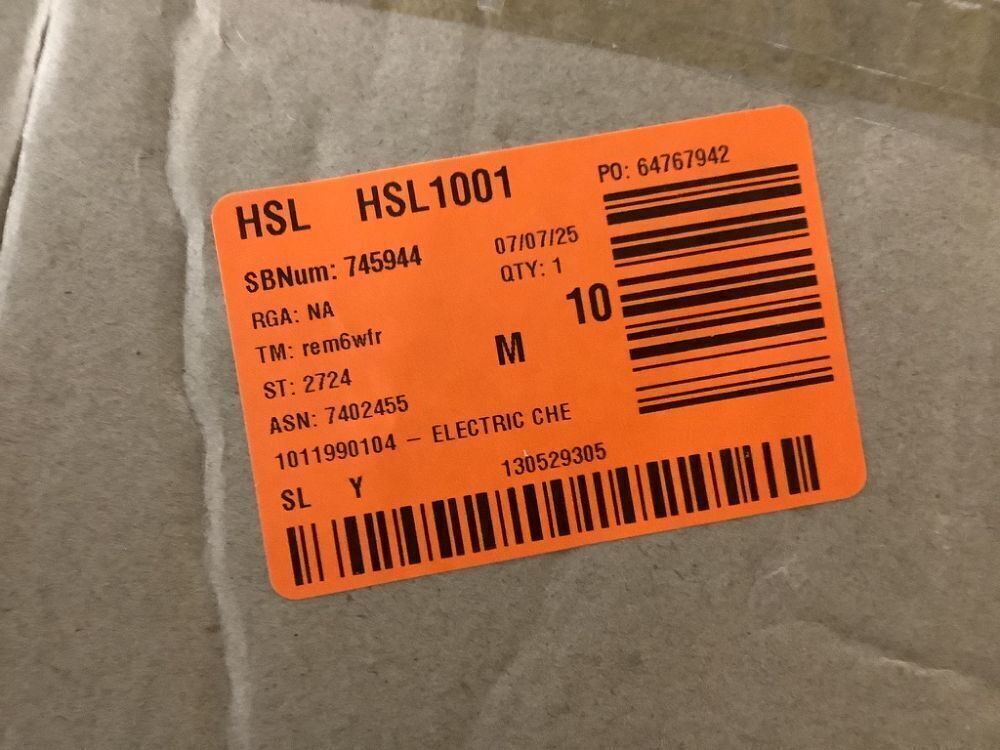 HSL HSL1001
PO: 64767942
SBNum: 745944
07/07/25
RGA: NA
QTY: 1
10
TM: rem6wfr
M
ST: 2724
ASN: 7402455
1011990104 – ELECTRIC CHE
SL Y
130529305